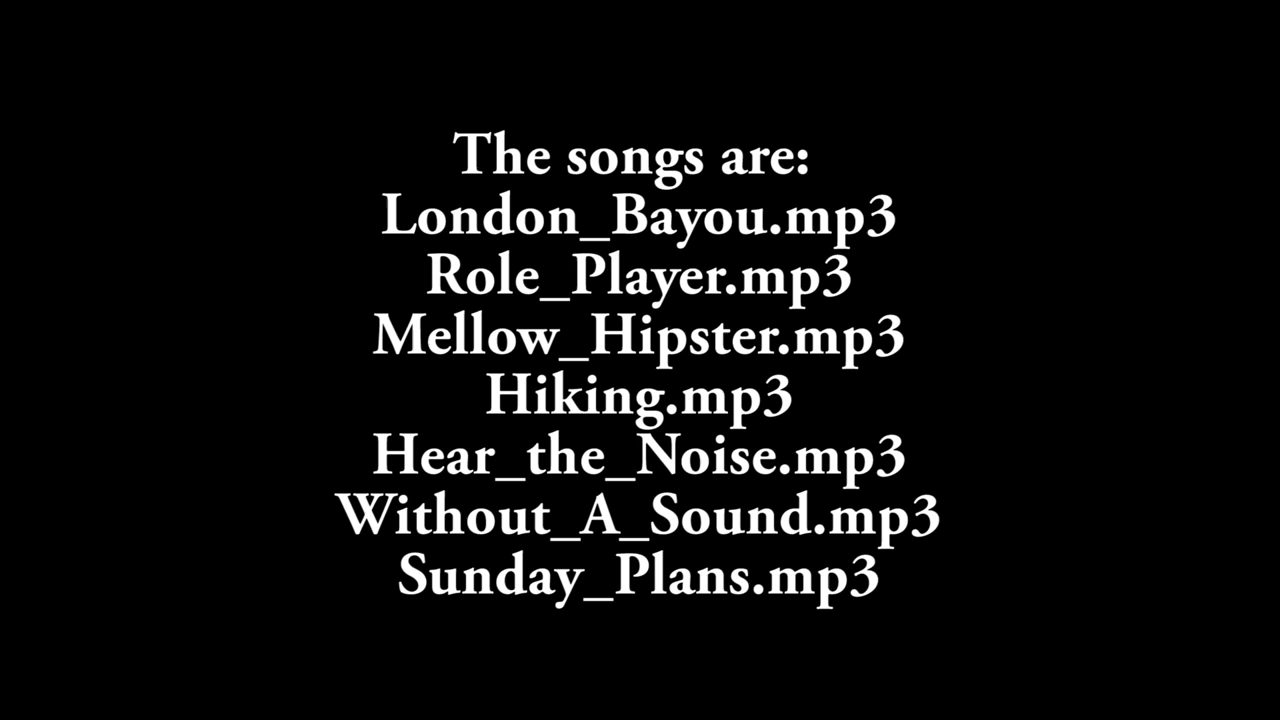 The songs are:
London_Bayou.mp3
Role_Player.mp3
Mellow_Hipster.mp3
Hiking.mp3
Hear_the_Noise.mp3
Without_A_Sound.mp3
Sunday_Plans.mp3